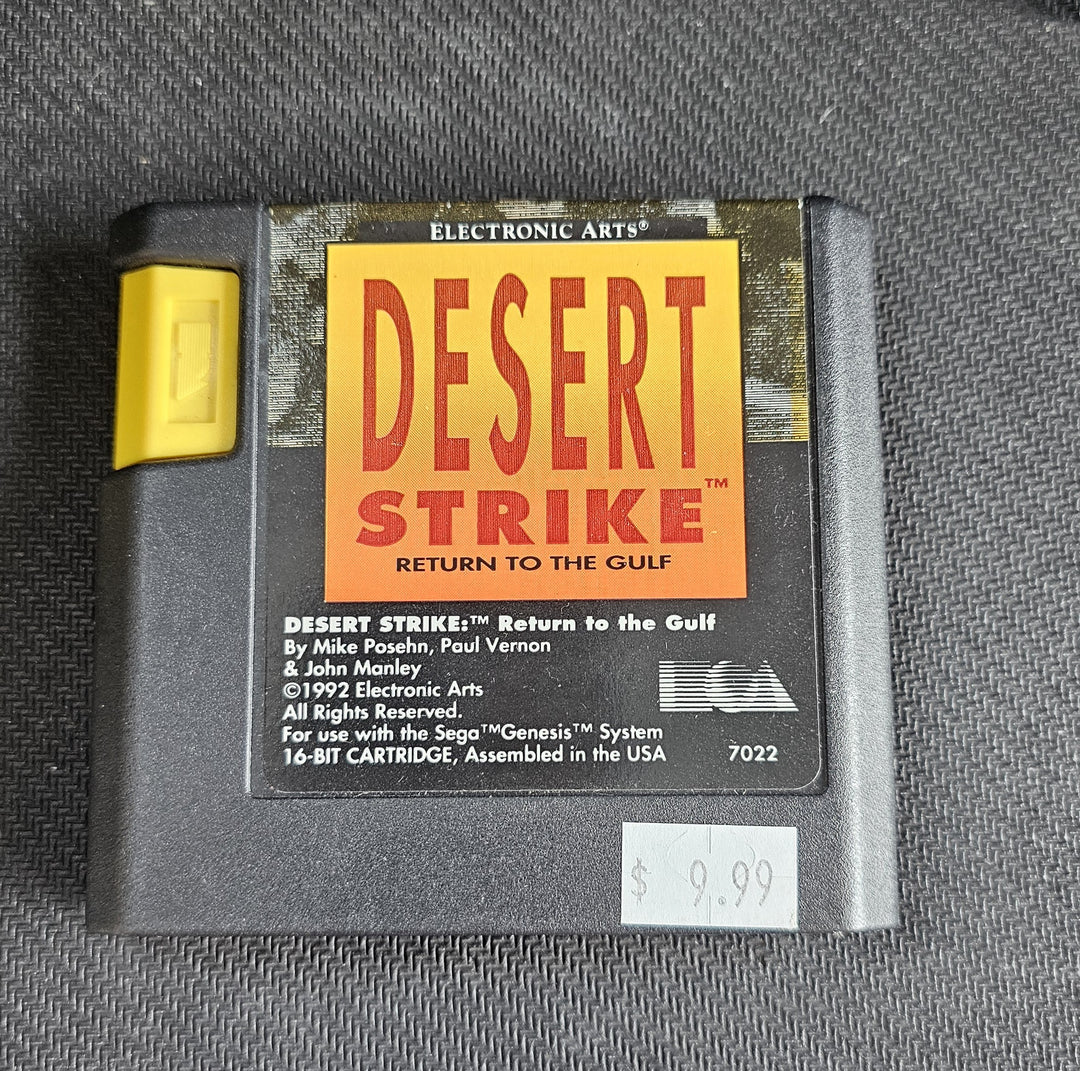 ELECTRONIC ARTS®
DESERT
STRIKE™
RETURN TO THE GULF
DESERT STRIKE:™ Return to the Gulf
By Mike Posehn, Paul Vernon
& John Manley
©1992 Electronic Arts
All Rights Reserved.
For use with the Sega™Genesis™ System
16-BIT CARTRIDGE, Assembled in the USA
EA
7022
$ 9.99